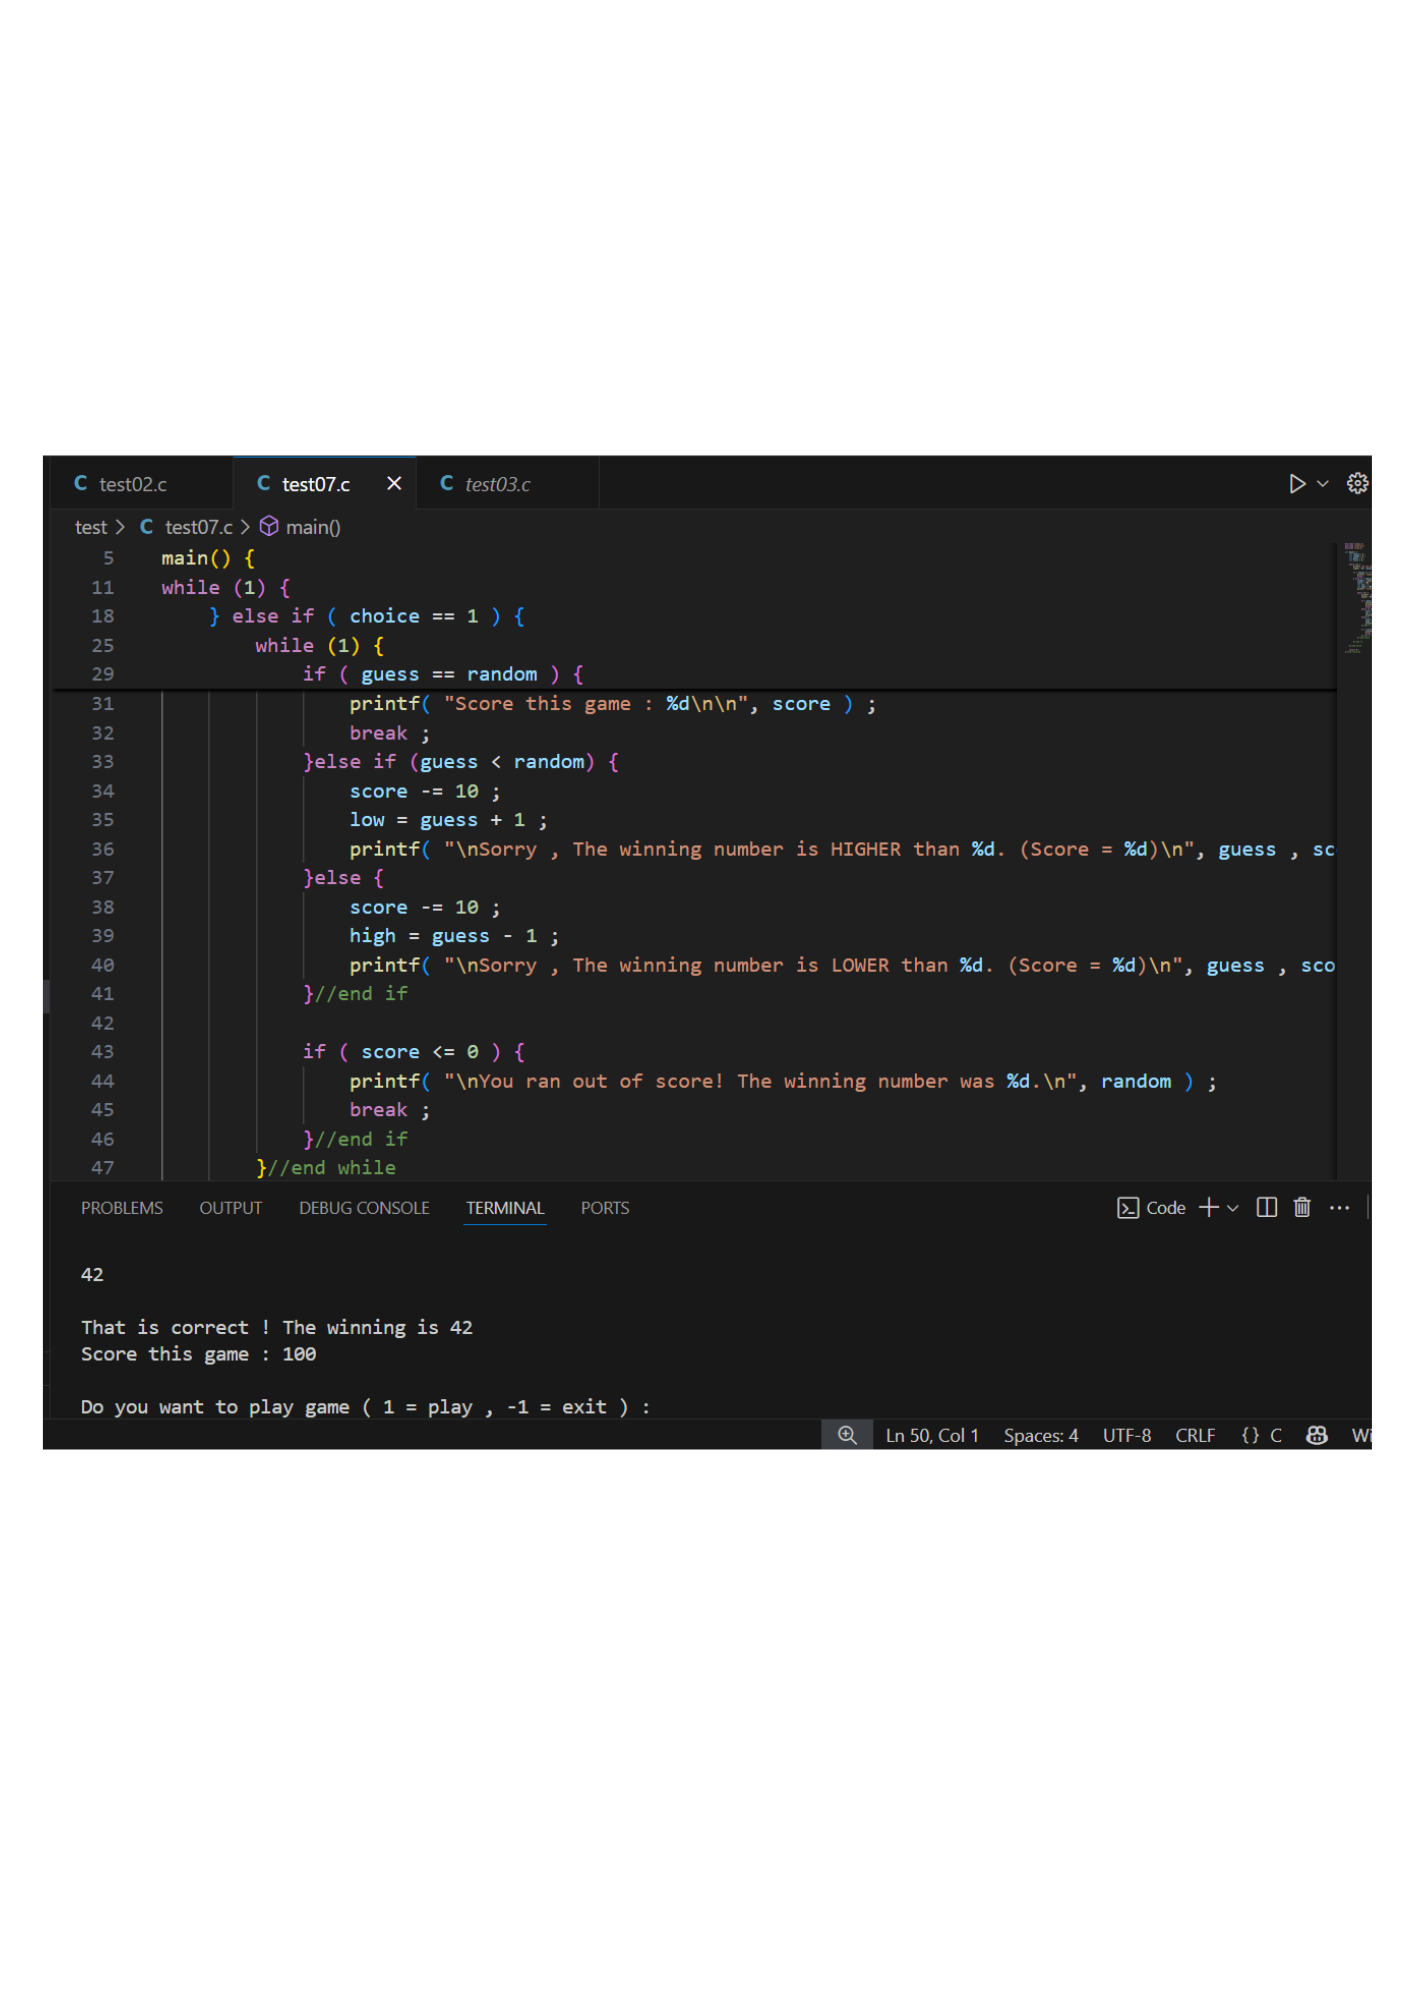 C test02.c C test07.c × C test03.c
test > C test07.c > main()
5 main() {
11 while (1) {
18 } else if ( choice == 1 ) {
25 while (1) {
29 if ( guess == random ) {
31 printf( "Score this game : %d\n\n", score ) ;
32 break ;
33 }else if (guess < random) {
34 score -= 10 ;
35 low = guess + 1 ;
36 printf( "\nSorry , The winning number is HIGHER than %d. (Score = %d)\n", guess , sc
37 }else {
38 score -= 10 ;
39 high = guess - 1 ;
40 printf( "\nSorry , The winning number is LOWER than %d. (Score = %d)\n", guess , sco
41 }//end if
42
43 if ( score <= 0 ) {
44 printf( "\nYou ran out of score! The winning number was %d.\n", random ) ;
45 break ;
46 }//end if
47 }//end while
PROBLEMS OUTPUT DEBUG CONSOLE TERMINAL PORTS Code
42
That is correct ! The winning is 42
Score this game : 100
Do you want to play game ( 1 = play , -1 = exit ) :
Ln 50, Col 1 Spaces: 4 UTF-8 CRLF {} C Wi